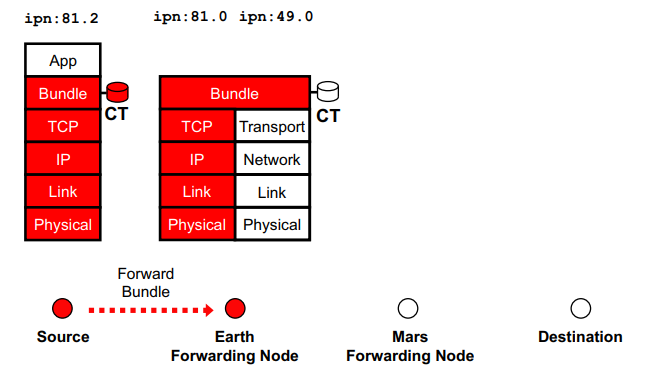 ipn:81.2
ipn:81.0 ipn:49.0
App
Bundle
CT
TCP
IP
Link
Physical
Bundle
CT
TCP Transport
IP Network
Link Link
Physical Physical
Forward
Bundle
Source
Earth
Forwarding Node
Mars
Forwarding Node
Destination